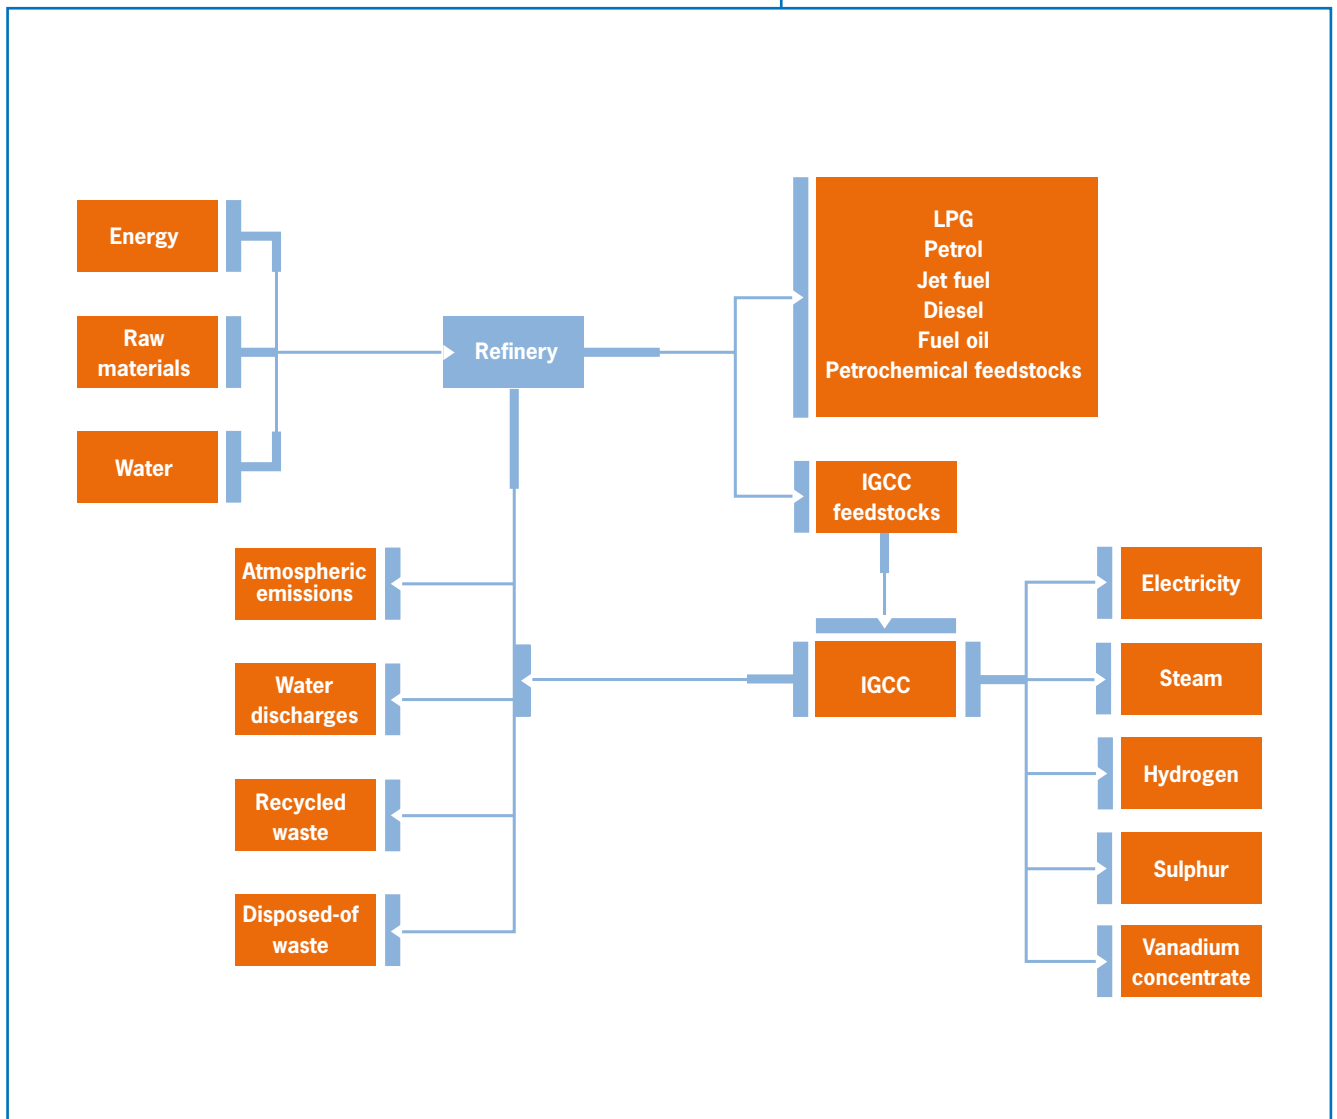 Energy
Raw
materials
Water
Refinery
LPG
Petrol
Jet fuel
Diesel
Fuel oil
Petrochemical feedstocks
IGCC
feedstocks
Atmospheric
emissions
Water
discharges
Recycled
waste
Disposed-of
waste
IGCC
Electricity
Steam
Hydrogen
Sulphur
Vanadium
concentrate